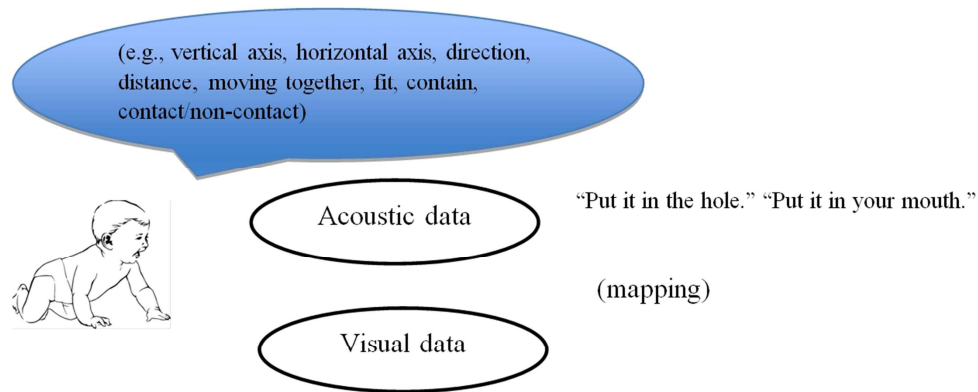 (e.g., vertical axis, horizontal axis, direction,
distance, moving together, fit, contain,
contact/non-contact)
Acoustic data
“Put it in the hole.” “Put it in your mouth.”
(mapping)
Visual data